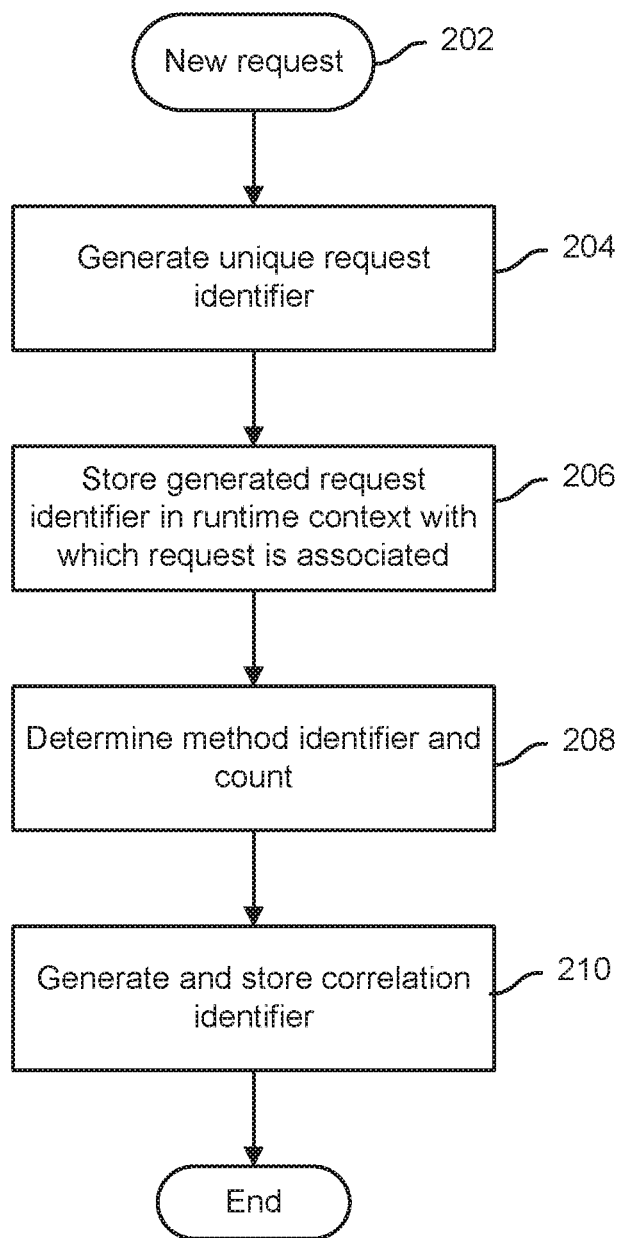 New request
202
Generate unique request
identifier
204
Store generated request
identifier in runtime context with
which request is associated
206
Determine method identifier and
count
208
Generate and store correlation
identifier
210
End